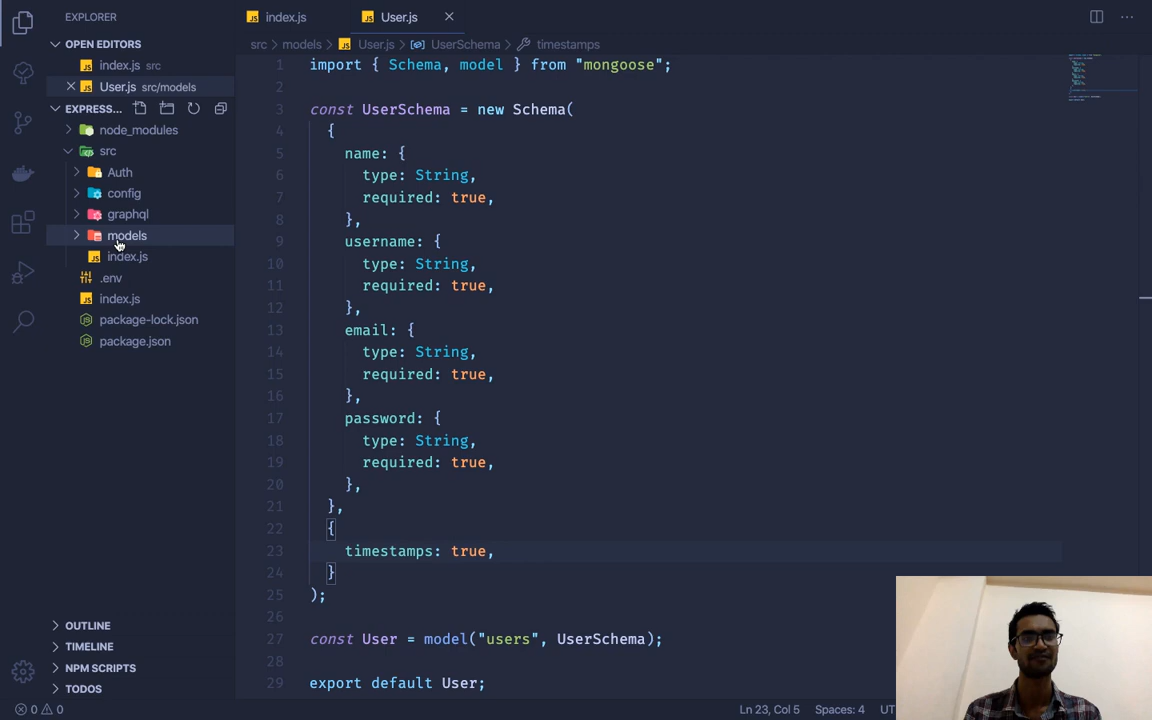 EXPLORER
OPEN EDITORS
index.js src
User.js src/models
EXPRESS...
node_modules
src
Auth
config
graphql
models
index.js
.env
index.js
package-lock.json
package.json
OUTLINE
TIMELINE
NPM SCRIPTS
TODOS
index.js
User.js
src > models > User.js > UserSchema > timestamps
1 import { Schema, model } from "mongoose";
2
3 const UserSchema = new Schema(
4 {
5 name: {
6 type: String,
7 required: true,
8 },
9 username: {
10 type: String,
11 required: true,
12 },
13 email: {
14 type: String,
15 required: true,
16 },
17 password: {
18 type: String,
19 required: true,
20 },
21 },
22 {
23 timestamps: true,
24 }
25 );
26
27 const User = model("users", UserSchema);
28
29 export default User;
0 0 Ln 23, Col 5 Spaces: 4 UT